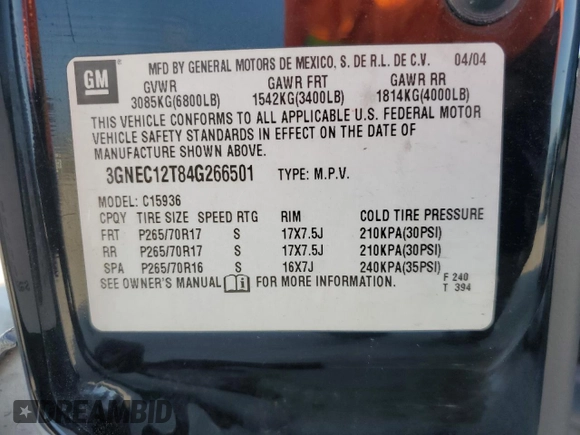 GM
MFD BY GENERAL MOTORS DE MEXICO, S. DE R.L. DE C.V. 04/04
GVWR GAWR FRT GAWR RR
3085KG(6800LB) 1542KG(3400LB) 1814KG(4000LB)
THIS VEHICLE CONFORMS TO ALL APPLICABLE U.S. FEDERAL MOTOR
VEHICLE SAFETY STANDARDS IN EFFECT ON THE DATE OF
MANUFACTURE SHOWN ABOVE.
3GNEC12T84G266501 TYPE: M.P.V.
MODEL: C15936
CPQY TIRE SIZE SPEED RTG RIM COLD TIRE PRESSURE
FRT P265/70R17 S 17X7.5J 210KPA(30PSI)
RR P265/70R17 S 17X7.5J 210KPA(30PSI)
SPA P265/70R16 S 16X7J 240KPA(35PSI)
SEE OWNER'S MANUAL FOR MORE INFORMATION.
F 240
T 394
DREAMBID